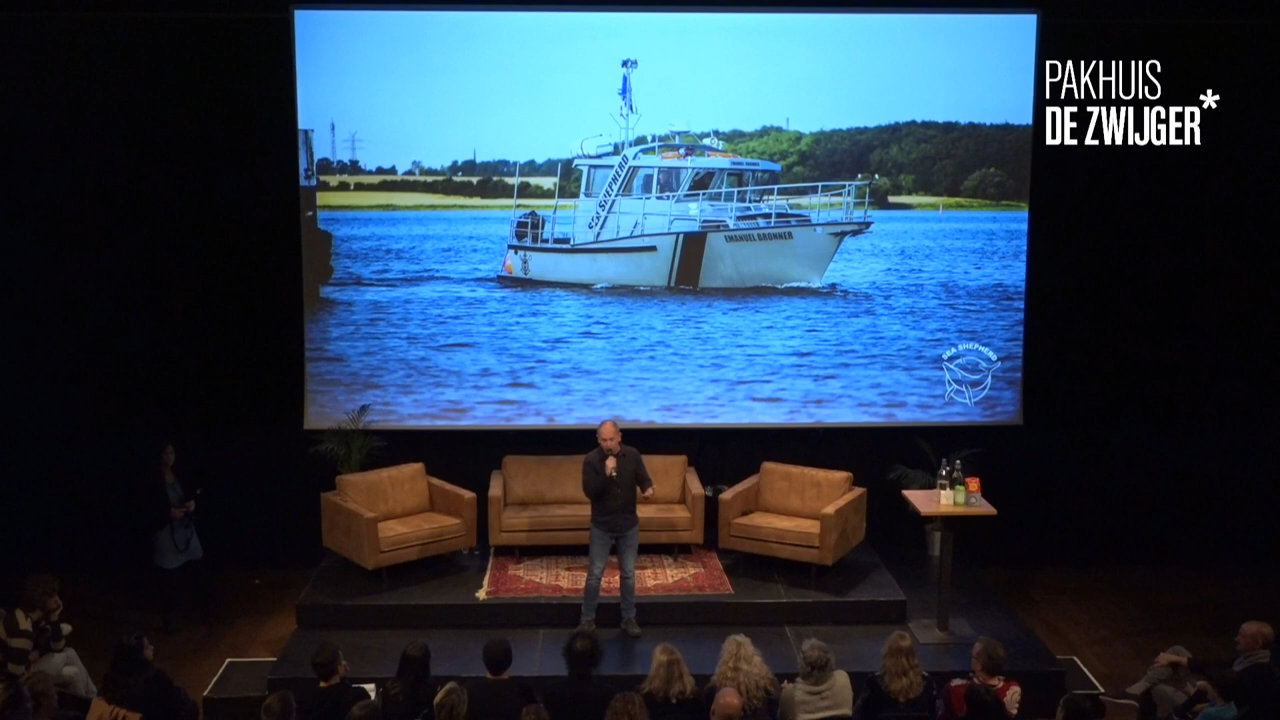 PAKHUIS
DE ZWIJGER*
SEA SHEPHERD
EMANUEL BRONNER
SEA SHEPHERD